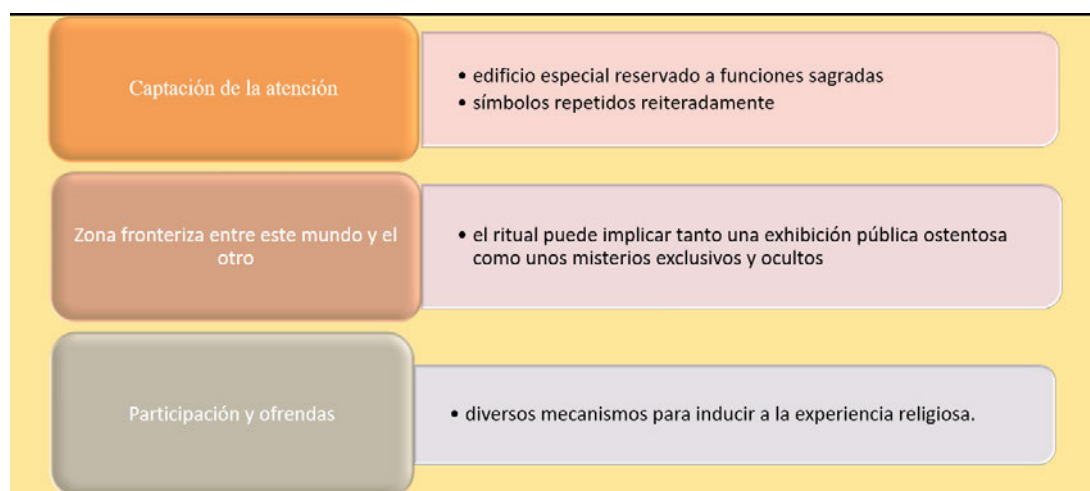 Captación de la atención
• edificio especial reservado a funciones sagradas
• símbolos repetidos reiteradamente
Zona fronteriza entre este mundo y el
otro
• el ritual puede implicar tanto una exhibición pública ostentosa
como unos misterios exclusivos y ocultos
Participación y ofrendas
• diversos mecanismos para inducir a la experiencia religiosa.